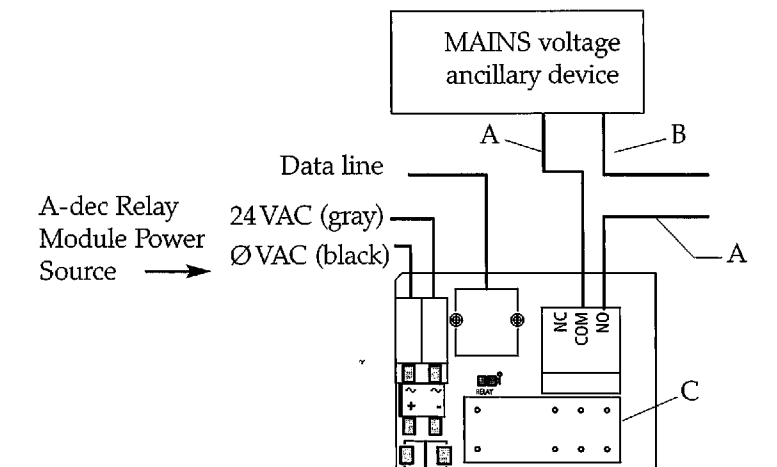 MAINS voltage
ancillary device
A
B
Data line
A-dec Relay
Module Power
Source
24 VAC (gray)
Ø VAC (black)
A
NC
COM
NO
RELAY
C
~ ~
+ -